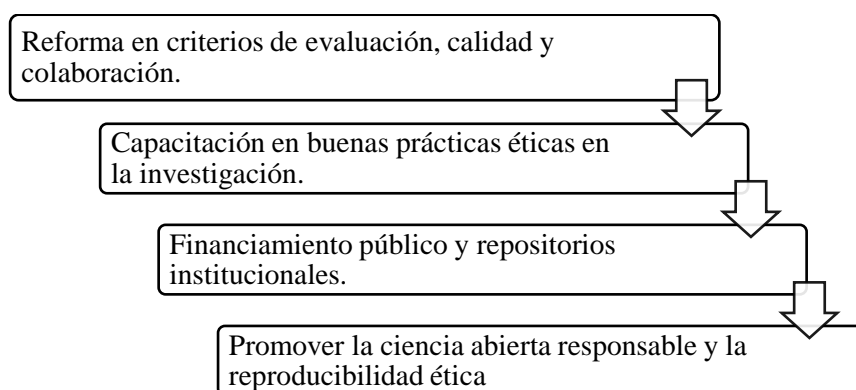 Reforma en criterios de evaluación, calidad y
colaboración.
Capacitación en buenas prácticas éticas en
la investigación.
Financiamiento público y repositorios
institucionales.
Promover la ciencia abierta responsable y la
reproducibilidad ética